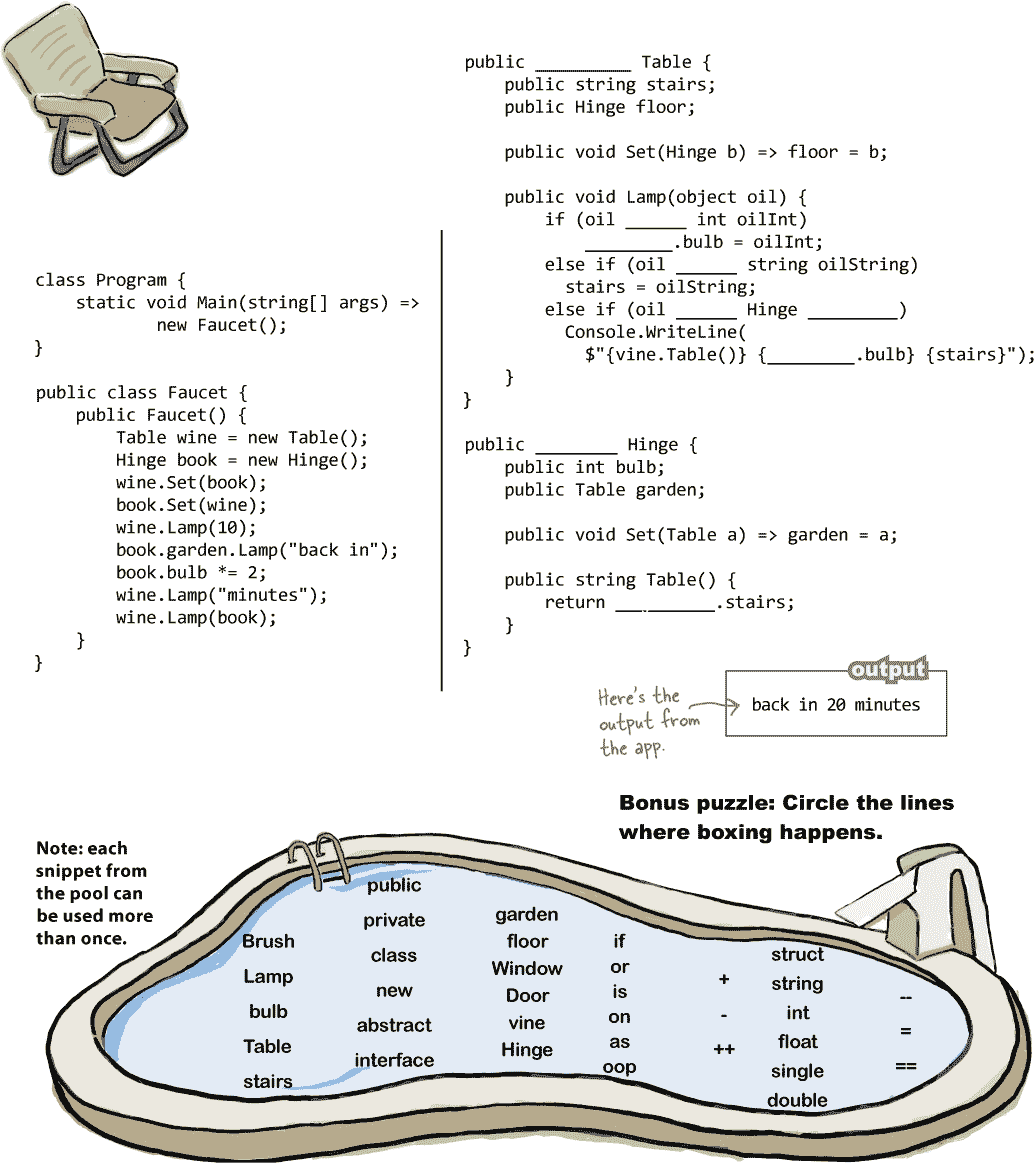 class Program {
    static void Main(string[] args) =>
            new Faucet();
}
public class Faucet {
    public Faucet() {
        Table wine = new Table();
        Hinge book = new Hinge();
        wine.Set(book);
        book.Set(wine);
        wine.Lamp(10);
        book.garden.Lamp("back in");
        book.bulb *= 2;
        wine.Lamp("minutes");
        wine.Lamp(book);
    }
}
public __________ Table {
    public string stairs;
    public Hinge floor;
    public void Set(Hinge b) => floor = b;
    public void Lamp(object oil) {
        if (oil ______ int oilInt)
            _________.bulb = oilInt;
        else if (oil ______ string oilString)
          stairs = oilString;
        else if (oil ______ Hinge _________)
          Console.WriteLine(
            $"{vine.Table()} {_________.bulb} {stairs}");
    }
}
public _________ Hinge {
    public int bulb;
    public Table garden;
    public void Set(Table a) => garden = a;
    public string Table() {
        return __________.stairs;
    }
}
output
back in 20 minutes
Here's the
output from
the app.
Bonus puzzle: Circle the lines
where boxing happens.
Note: each
snippet from
the pool can
be used more
than once.
Brush
Lamp
bulb
Table
stairs
public
private
class
new
abstract
interface
garden
floor
Window
Door
vine
Hinge
if
or
is
on
as
oop
+
-
++
struct
string
int
float
single
double
--
=
==